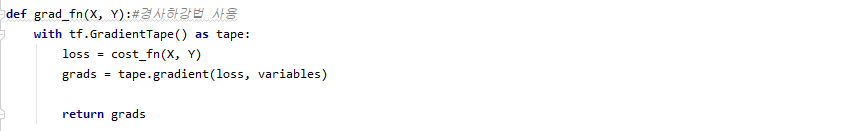 def grad_fn(X, Y):#경사하강법 사용
    with tf.GradientTape() as tape:
        loss = cost_fn(X, Y)
        grads = tape.gradient(loss, variables)
        return grads